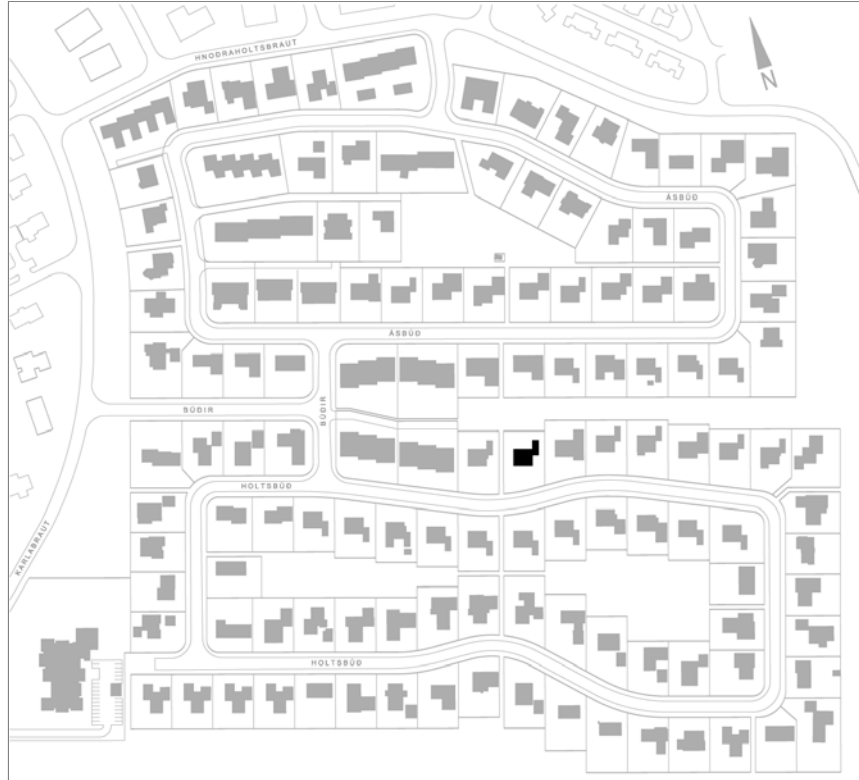 HNODRAHOLTSBRAUT
N
ÁSBÚÐ
ÁSBÚÐ
BÚÐIR
BÚÐIR
HOLTSBÚÐ
KARLABRAUT
HOLTSBÚÐ